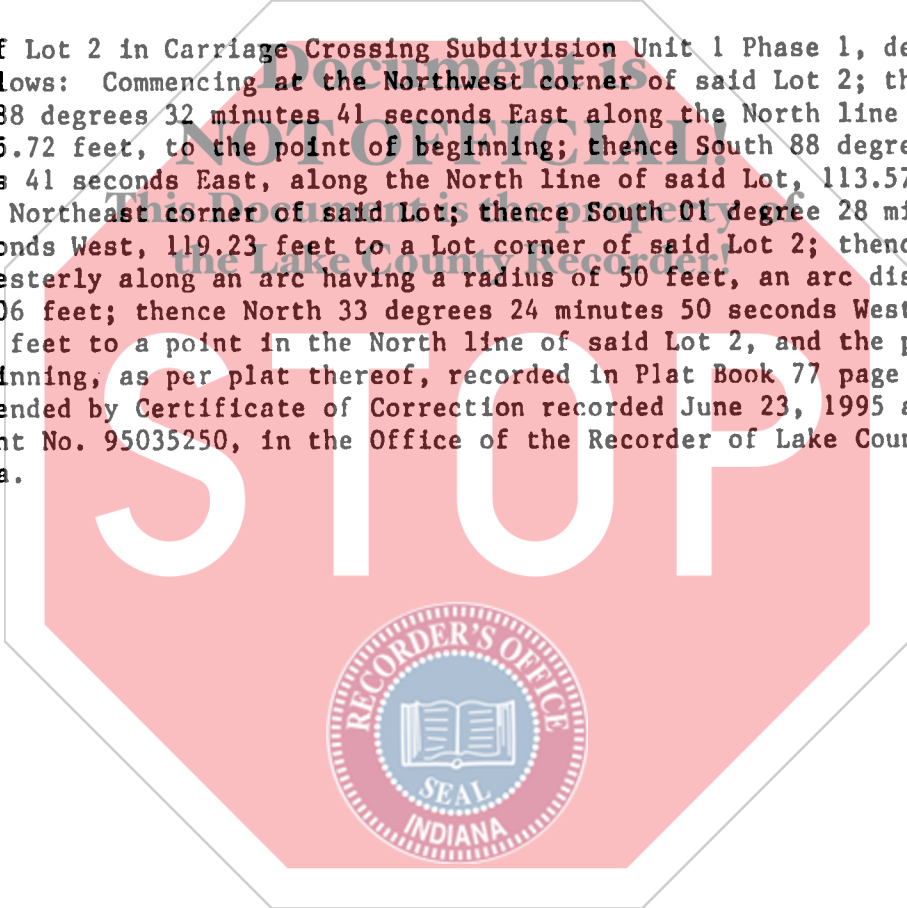 f Lot 2 in Carriage Crossing Subdivision Unit 1 Phase 1, de
lows: Commencing at the Northwest corner of said Lot 2; th
88 degrees 32 minutes 41 seconds East along the North line
5.72 feet, to the point of beginning; thence South 88 degre
s 41 seconds East, along the North line of said Lot, 113.57
Northeast corner of said Lot; thence South 01 degree 28 mi
onds West, 119.23 feet to a Lot corner of said Lot 2; thenc
esterly along an arc having a radius of 50 feet, an arc dis
06 feet; thence North 33 degrees 24 minutes 50 seconds West
feet to a point in the North line of said Lot 2, and the p
inning, as per plat thereof, recorded in Plat Book 77 page
ended by Certificate of Correction recorded June 23, 1995 a
nt No. 95035250, in the Office of the Recorder of Lake Coun
a.
Document is
NOT OFFICIAL!
This Document is the property of
the Lake County Recorder!
STOP
RECORDER'S OFFICE
SEAL
INDIANA